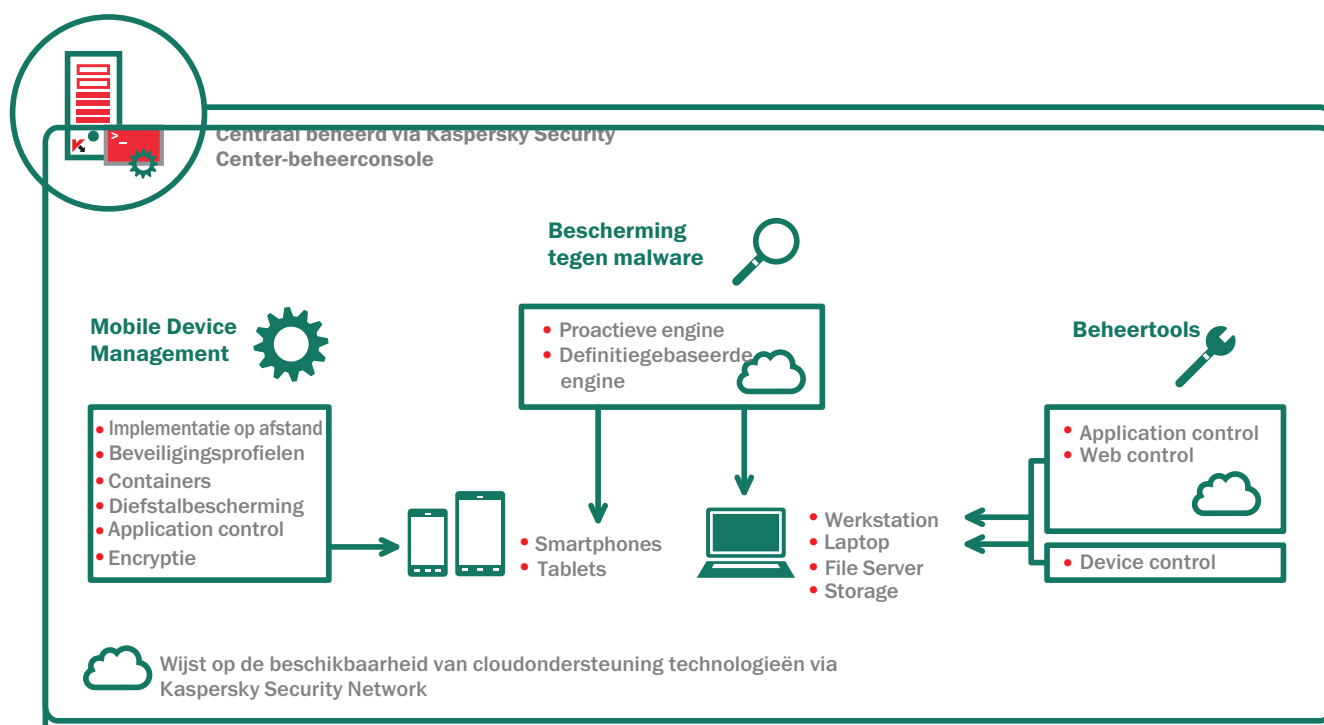 >_
Centraal beheerd via Kaspersky Security
Center-beheerconsole
Bescherming
tegen malware
• Proactieve engine
• Definitiegebaseerde
engine
Mobile Device
Management
• Implementatie op afstand
• Beveiligingsprofielen
• Containers
• Diefstalbescherming
• Application control
• Encryptie
• Smartphones
• Tablets
• Werkstation
• Laptop
• File Server
• Storage
Beheertools
• Application control
• Web control
• Device control
Wijst op de beschikbaarheid van cloudondersteuning technologieën via
Kaspersky Security Network